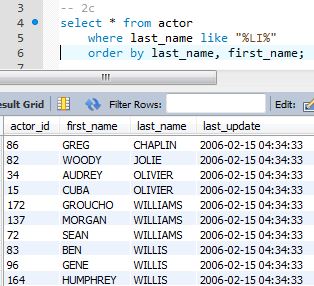 3 -- 2c
4 select * from actor
5 where last_name like "%LI%"
6 order by last_name, first_name;
Result Grid Filter Rows: Edit:
actor_id first_name last_name last_update
86 GREG CHAPLIN 2006-02-15 04:34:33
82 WOODY JOLIE 2006-02-15 04:34:33
34 AUDREY OLIVIER 2006-02-15 04:34:33
15 CUBA OLIVIER 2006-02-15 04:34:33
172 GROUCHO WILLIAMS 2006-02-15 04:34:33
137 MORGAN WILLIAMS 2006-02-15 04:34:33
72 SEAN WILLIAMS 2006-02-15 04:34:33
83 BEN WILLIS 2006-02-15 04:34:33
96 GENE WILLIS 2006-02-15 04:34:33
164 HUMPHREY WILLIS 2006-02-15 04:34:33